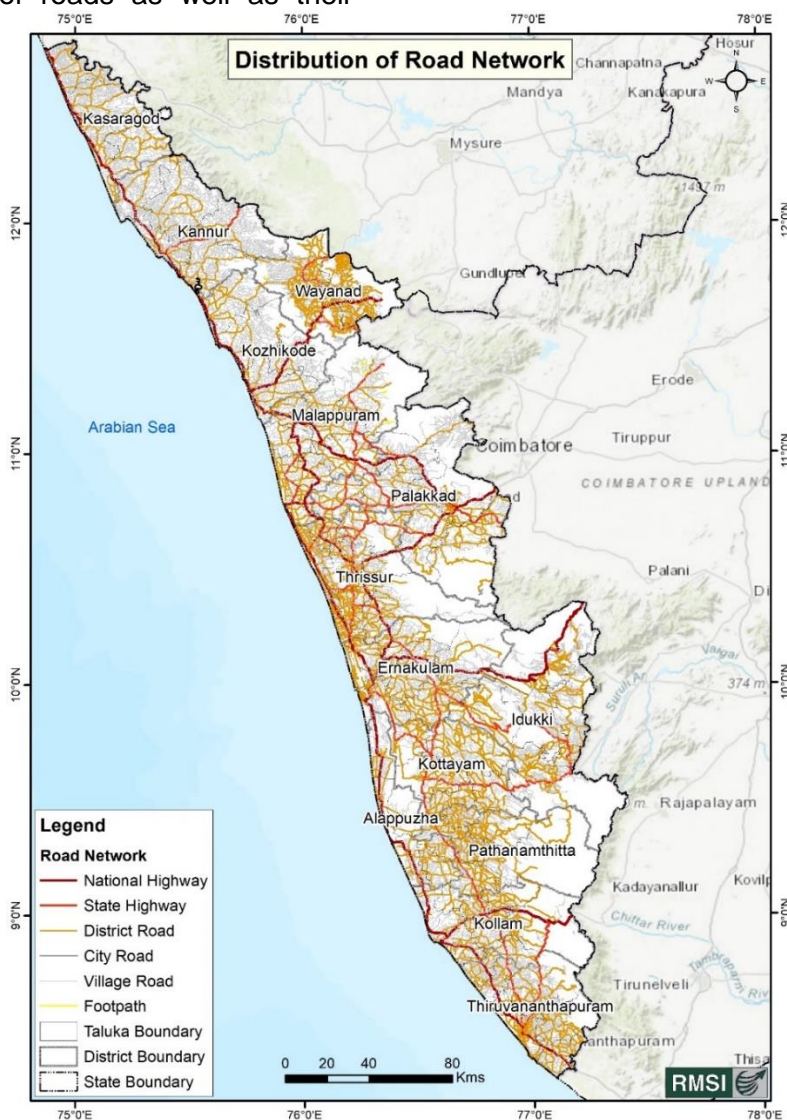 of roads as well as their
75°0'E 76°0'E 77°0'E 78°0'E
Distribution of Road Network
Hosur
Channapatna
N
W E
S
Mandya
Kanakapura
Kasaragod
Mysure
1497 m
12°0'N 12°0'N
Kannur
Wayanad
Kozhikode
Erode
Arabian Sea
Malappuram
Tiruppur
11°0'N 11°0'N
Coimbatore
COIMBATORE UPLAND
Palakkad
Thrissur
Palani
Ernakulam
10°0'N 10°0'N
Vaigai
Suruli Ar
374 m
Idukki
Kottayam
Rajapalayam
Alappuzha
Pathanamthitta
Kadayanallur
9°0'N 9°0'N
Kollam
Chiffar River
Tirunelveli
Thiruvananthapuram
anthapuram
Legend
Road Network
National Highway
State Highway
District Road
City Road
Village Road
Footpath
Taluka Boundary
District Boundary
State Boundary
0 20 40 80
Kms
RMSI
75°0'E 76°0'E 77°0'E 78°0'E